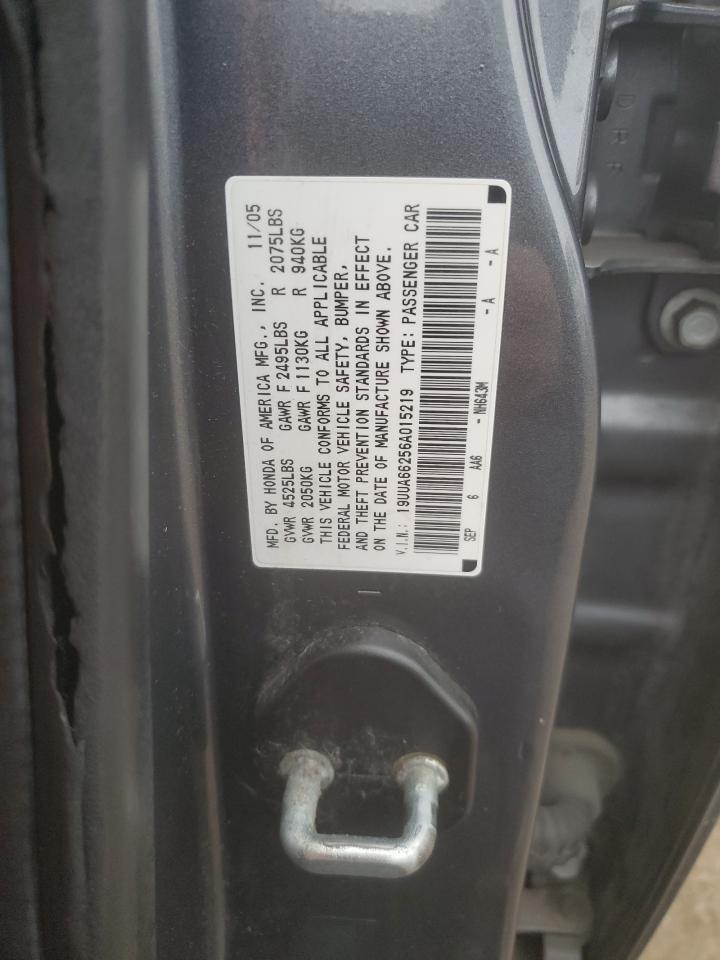 MFD. BY HONDA OF AMERICA MFG., INC. 11/05
GVWR 4525LBS GAWR F 2495LBS R 2075LBS
GVWR 2050KG GAWR F 1130KG R 940KG
THIS VEHICLE CONFORMS TO ALL APPLICABLE
FEDERAL MOTOR VEHICLE SAFETY, BUMPER,
AND THEFT PREVENTION STANDARDS IN EFFECT
ON THE DATE OF MANUFACTURE SHOWN ABOVE.
V.I.N.: 19UUA66256A015219 TYPE: PASSENGER CAR
SEP 6 AA6 - NH643M - A - A